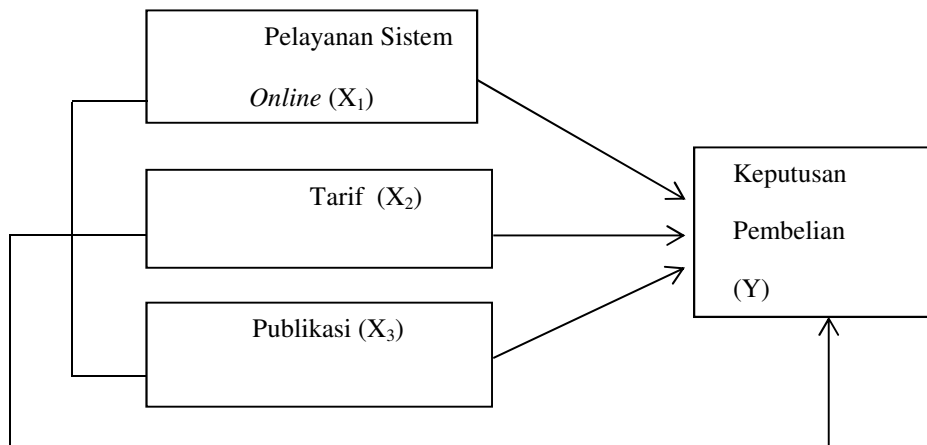 Pelayanan Sistem
Online (X₁)
Tarif (X₂)
Publikasi (X₃)
Keputusan
Pembelian
(Y)